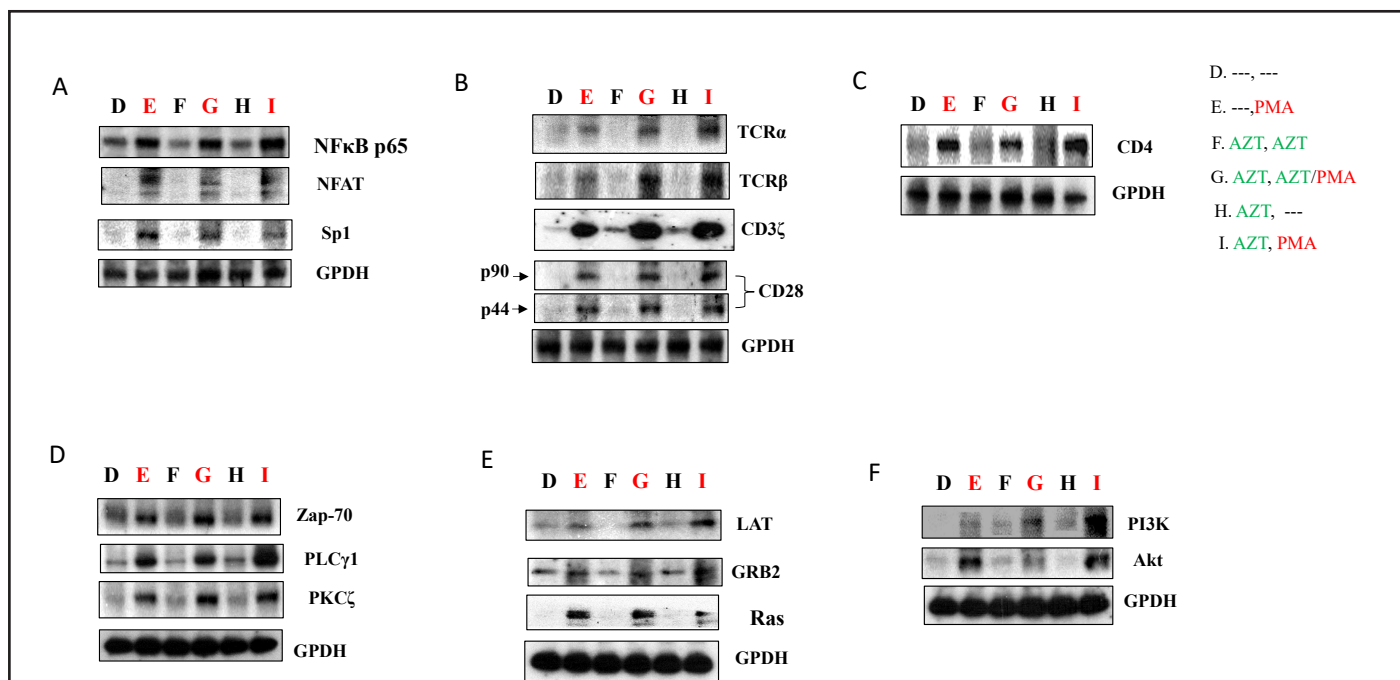 A
D E F G H I
NFκB p65
NFAT
Sp1
GPDH
B
D E F G H I
TCRα
TCRβ
CD3ζ
p90
CD28
p44
GPDH
C
D E F G H I
CD4
GPDH
D. ---, ---
E. ---,PMA
F. AZT, AZT
G. AZT, AZT/PMA
H. AZT, ---
I. AZT, PMA
D
D E F G H I
Zap-70
PLCγ1
PKCζ
GPDH
E
D E F G H I
LAT
GRB2
Ras
GPDH
F
D E F G H I
PI3K
Akt
GPDH